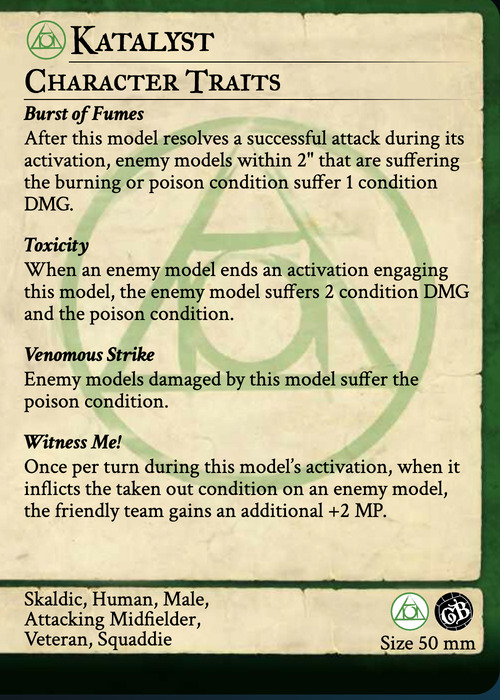 Katalyst
Character Traits
Burst of Fumes
After this model resolves a successful attack during its
activation, enemy models within 2" that are suffering
the burning or poison condition suffer 1 condition
DMG.
Toxicity
When an enemy model ends an activation engaging
this model, the enemy model suffers 2 condition DMG
and the poison condition.
Venomous Strike
Enemy models damaged by this model suffer the
poison condition.
Witness Me!
Once per turn during this model's activation, when it
inflicts the taken out condition on an enemy model,
the friendly team gains an additional +2 MP.
Skaldic, Human, Male,
Attacking Midfielder,
Veteran, Squaddie
GB
Size 50 mm